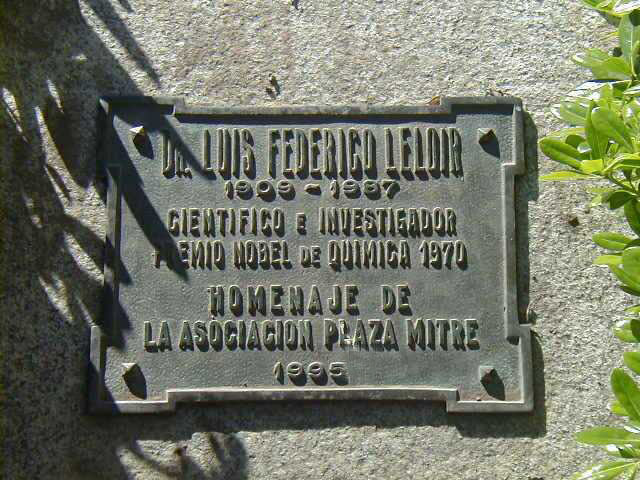 DR. LUIS FEDERICO LELOIR
1909 - 1987
CIENTIFICO E INVESTIGADOR
PREMIO NOBEL DE QUIMICA 1970
HOMENAJE DE
LA ASOCIACION PLAZA MITRE
1995